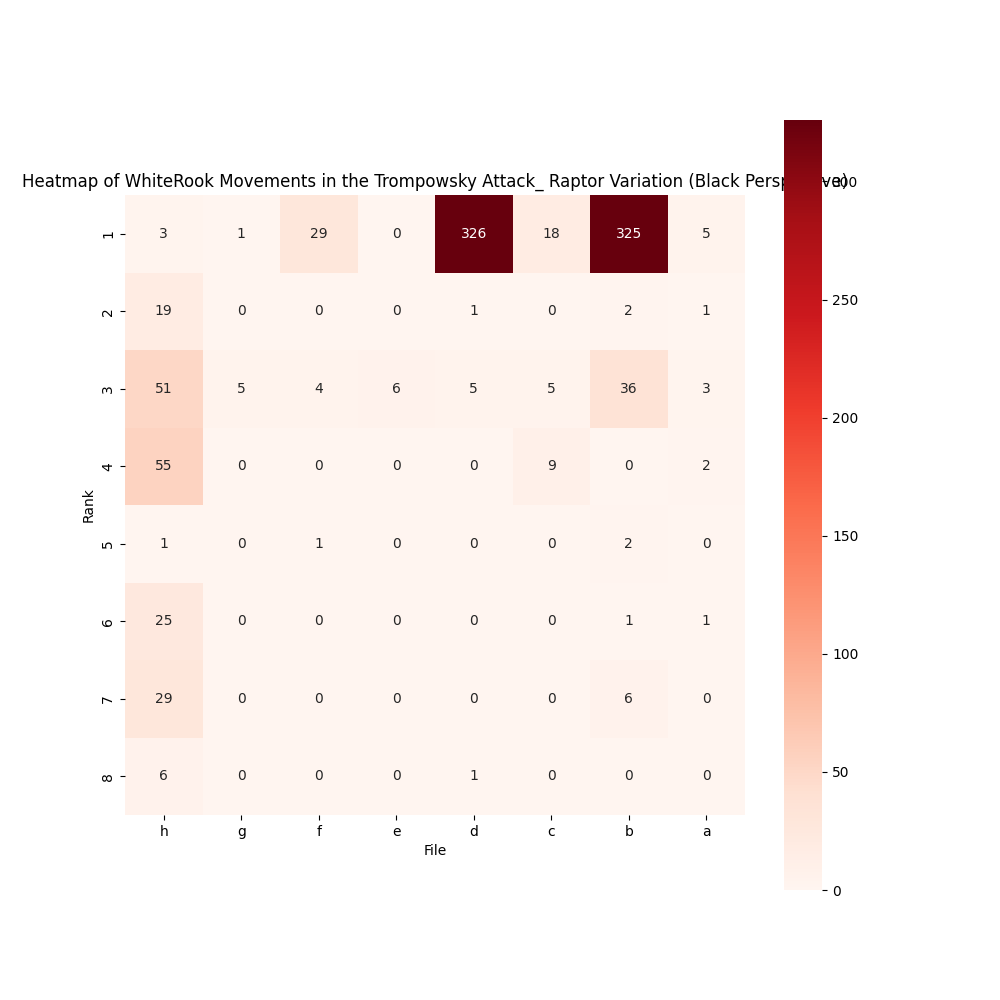 Heatmap of WhiteRook Movements in the Trompowsky Attack_ Raptor Variation (Black Perspective)
300
1 3 1 29 0 326 18 325 5
250
2 19 0 0 0 1 0 2 1
3 51 5 4 6 5 5 36 3
200
4 55 0 0 0 0 9 0 2
Rank
150
5 1 0 1 0 0 0 2 0
6 25 0 0 0 0 0 1 1
100
7 29 0 0 0 0 0 6 0
50
8 6 0 0 0 1 0 0 0
h g f e d c b a
File
0